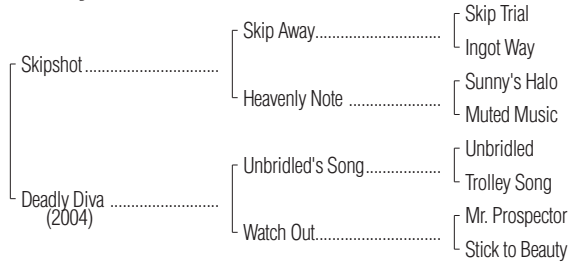 Skip Trial
Skip Away
Ingot Way
Skipshot
Sunny's Halo
Heavenly Note
Muted Music
Unbridled
Unbridled's Song
Trolley Song
Deadly Diva
(2004)
Mr. Prospector
Watch Out
Stick to Beauty